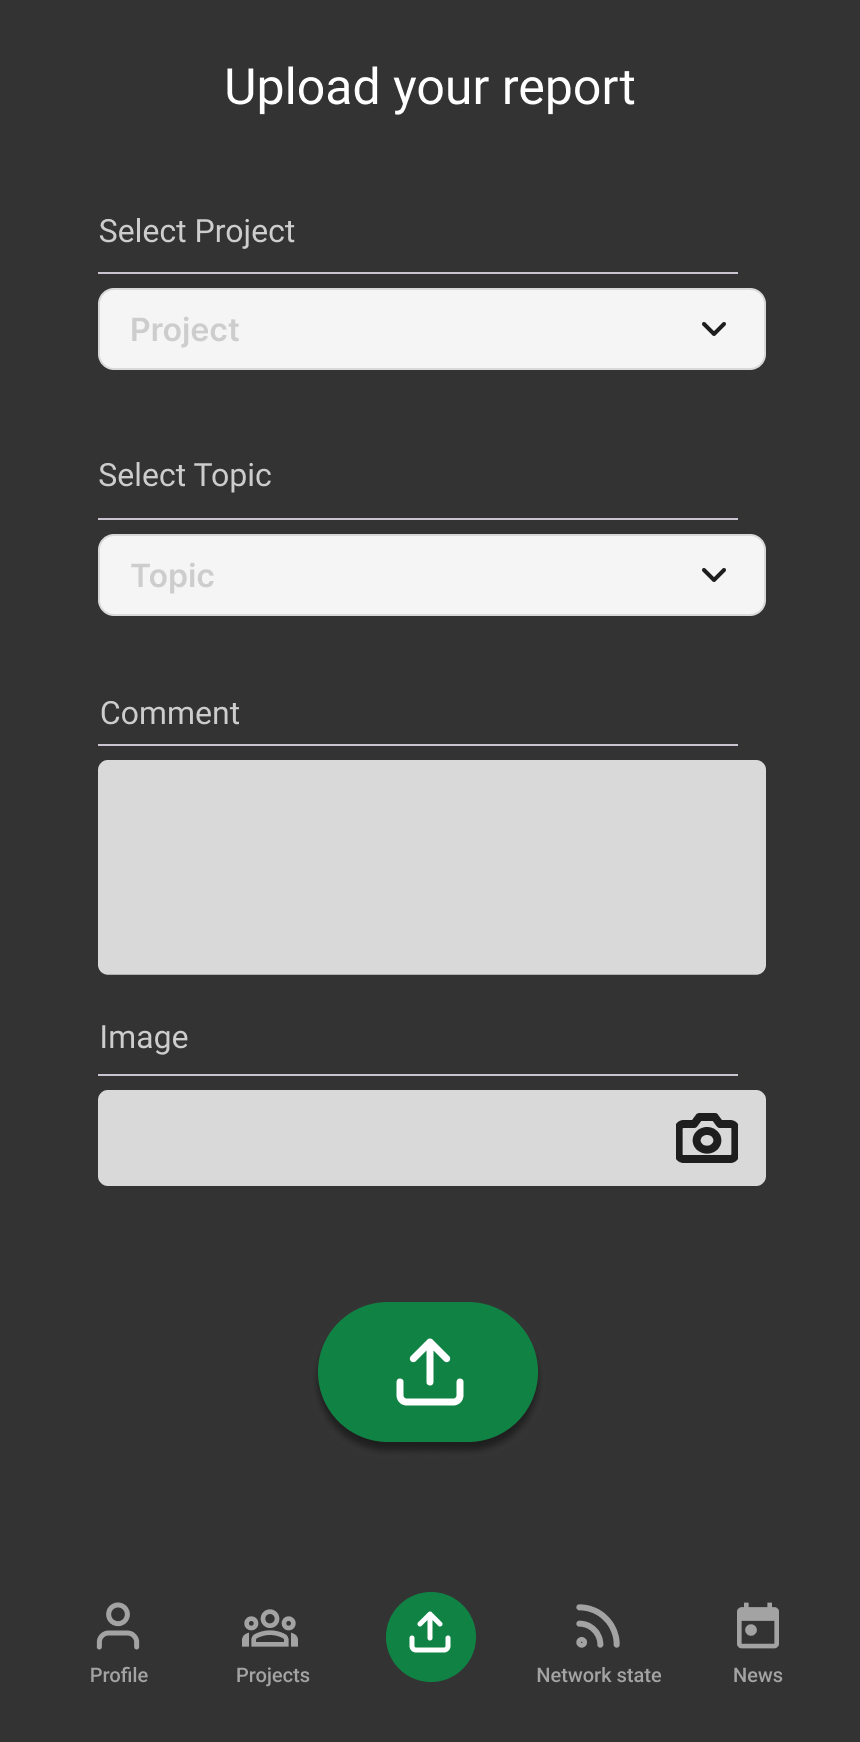 Upload your report
Select Project
Project
Select Topic
Topic
Comment
Image
Profile
Projects
Network state
News